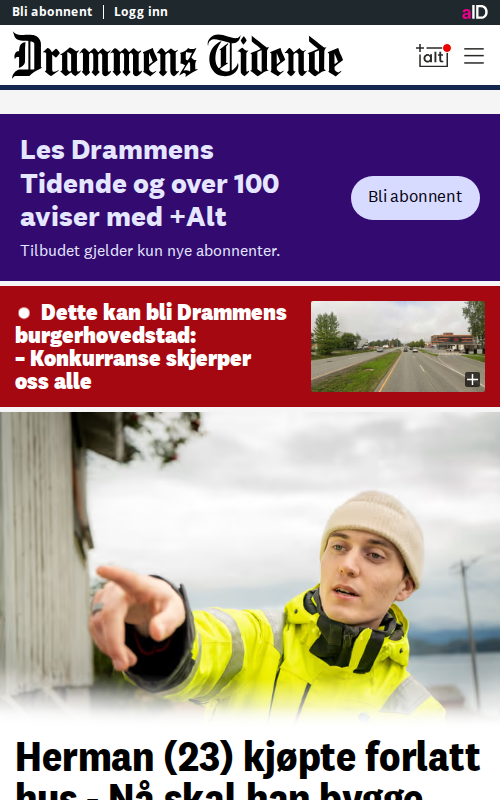 Bli abonnent
Logg inn
aID
Drammens Tidende
+alt
Les Drammens
Tidende og over 100
aviser med +Alt
Tilbudet gjelder kun nye abonnenter.
Bli abonnent
Dette kan bli Drammens
burgerhovedstad:
– Konkurranse skjerper
oss alle
Herman (23) kjøpte forlatt
hus - Nå skal han bygge